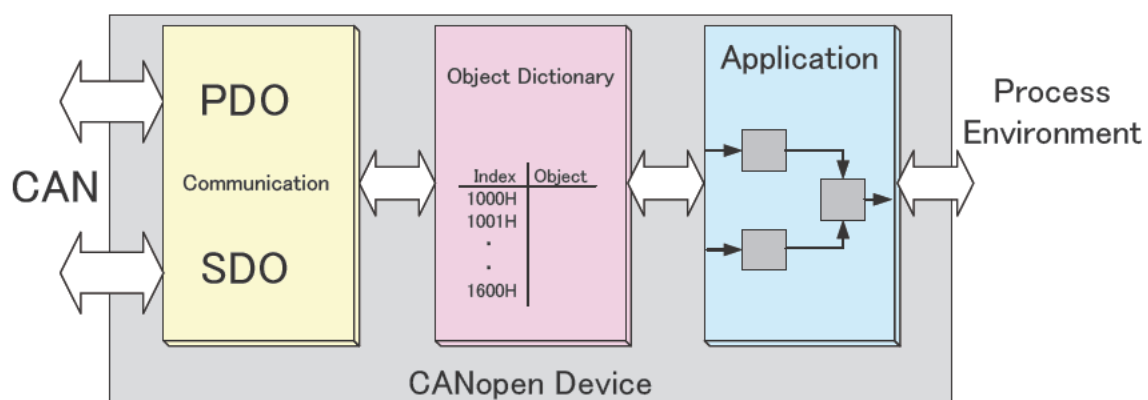 CAN
PDO
Communication
SDO
Object Dictionary
Index Object
1000H
1001H
.
.
1600H
Application
Process
Environment
CANopen Device